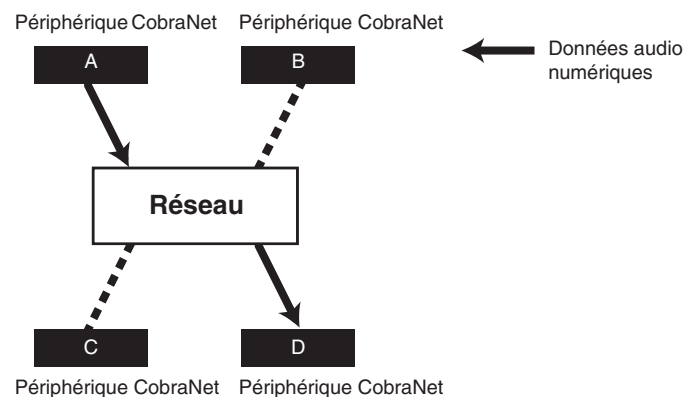 Périphérique CobraNet
Périphérique CobraNet
A
B
Données audio
numériques
Réseau
C
D
Périphérique CobraNet
Périphérique CobraNet